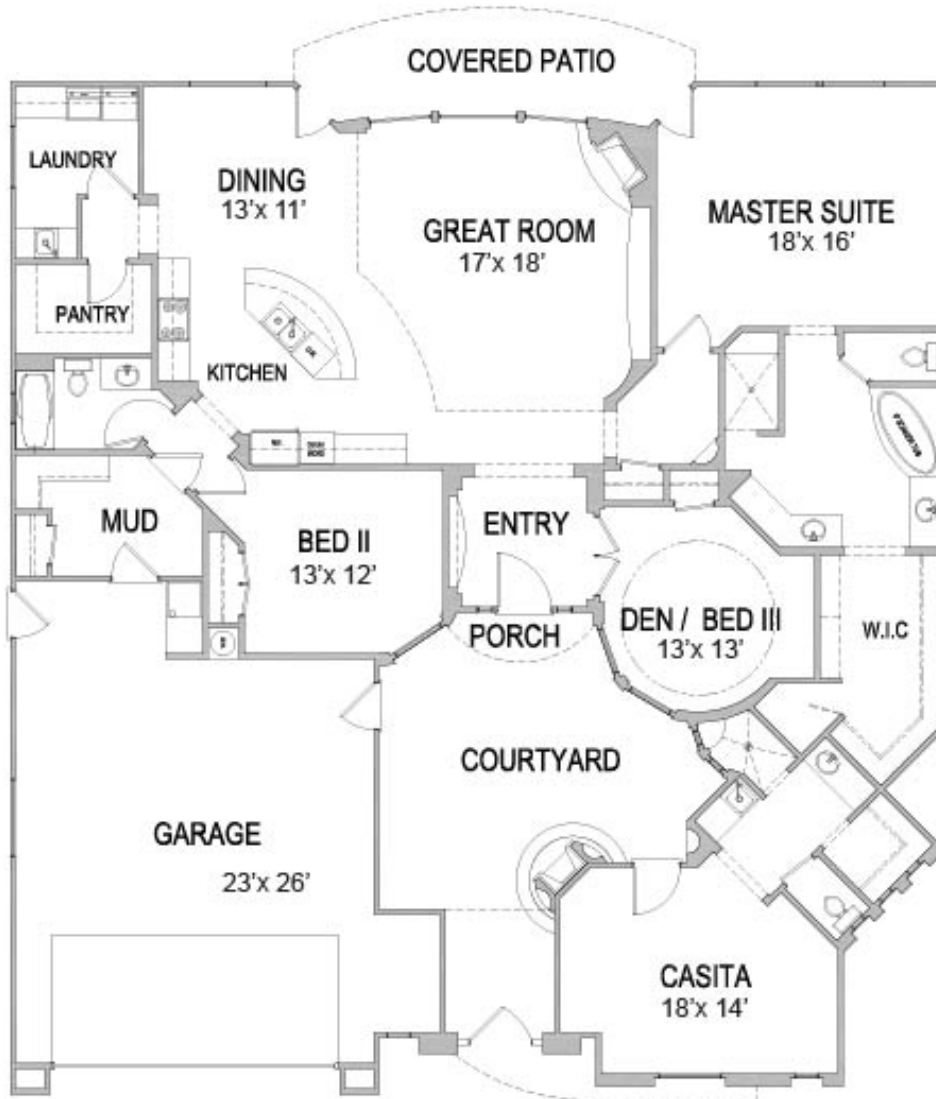 COVERED PATIO
LAUNDRY
DINING
13'x 11'
GREAT ROOM
17'x 18'
MASTER SUITE
18'x 16'
PANTRY
KITCHEN
MUD
BED II
13'x 12'
ENTRY
PORCH
DEN / BED III
13'x 13'
W.I.C
COURTYARD
GARAGE
23'x 26'
CASITA
18'x 14'